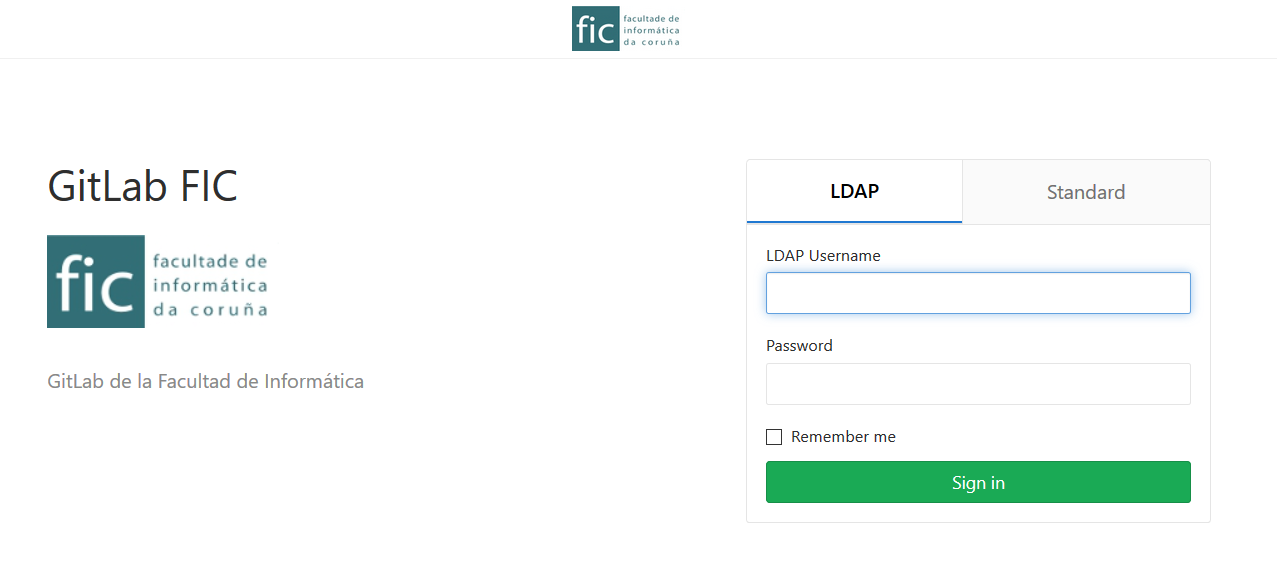 fic
facultade de
informática
da coruña
GitLab FIC
fic
facultade de
informática
da coruña
GitLab de la Facultad de Informática
LDAP
Standard
LDAP Username
Password
Remember me
Sign in